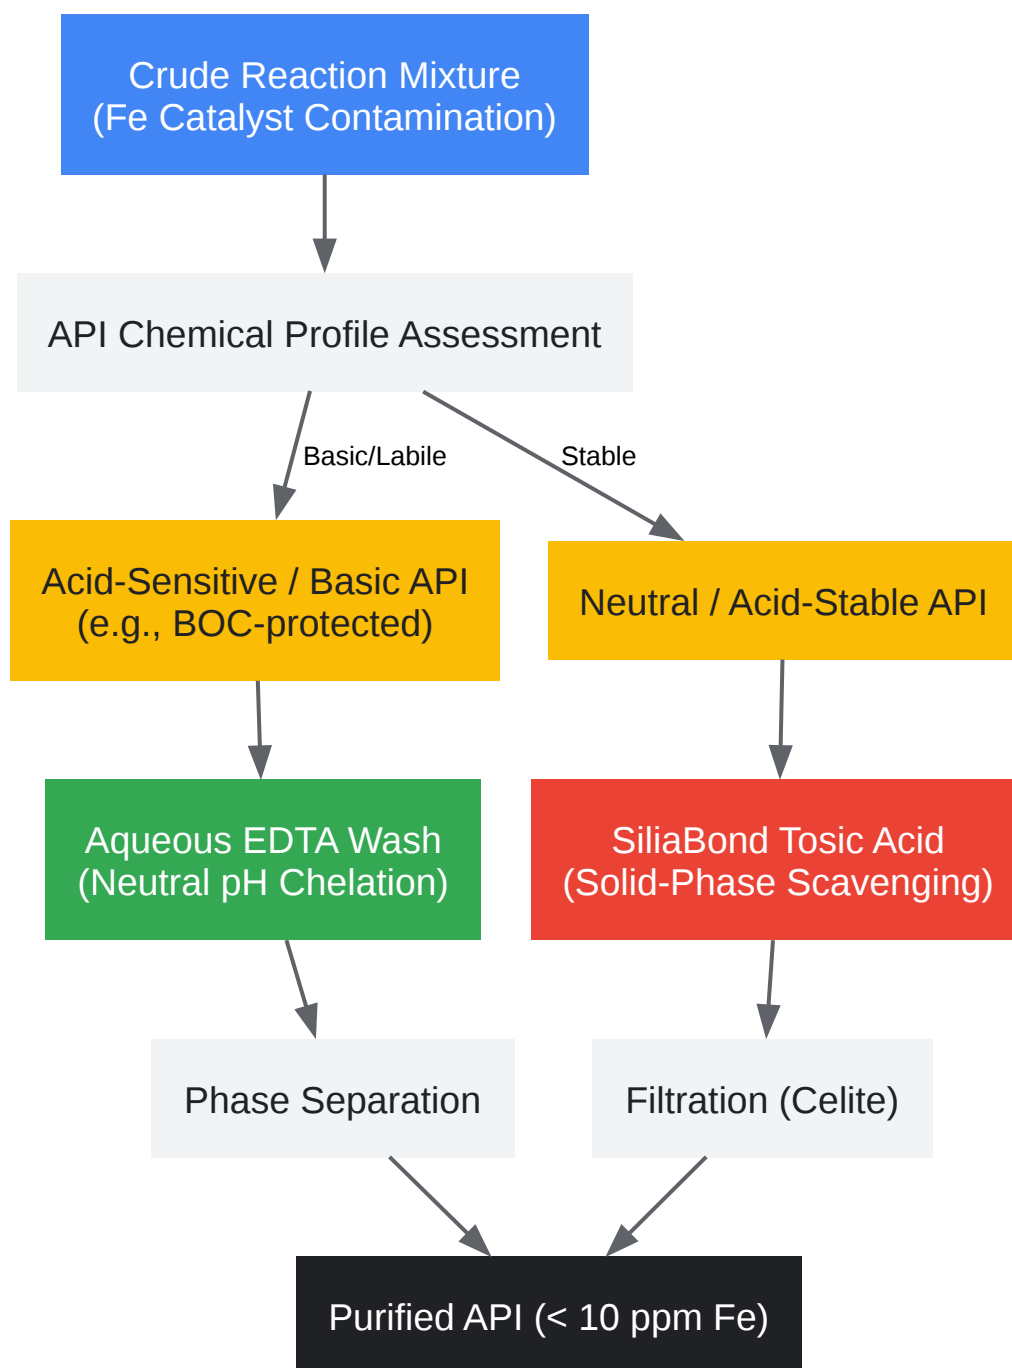 Crude Reaction Mixture
(Fe Catalyst Contamination)
API Chemical Profile Assessment
Basic/Labile
Stable
Acid-Sensitive / Basic API
(e.g., BOC-protected)
Neutral / Acid-Stable API
Aqueous EDTA Wash
(Neutral pH Chelation)
SiliaBond Tosic Acid
(Solid-Phase Scavenging)
Phase Separation
Filtration (Celite)
Purified API (< 10 ppm Fe)